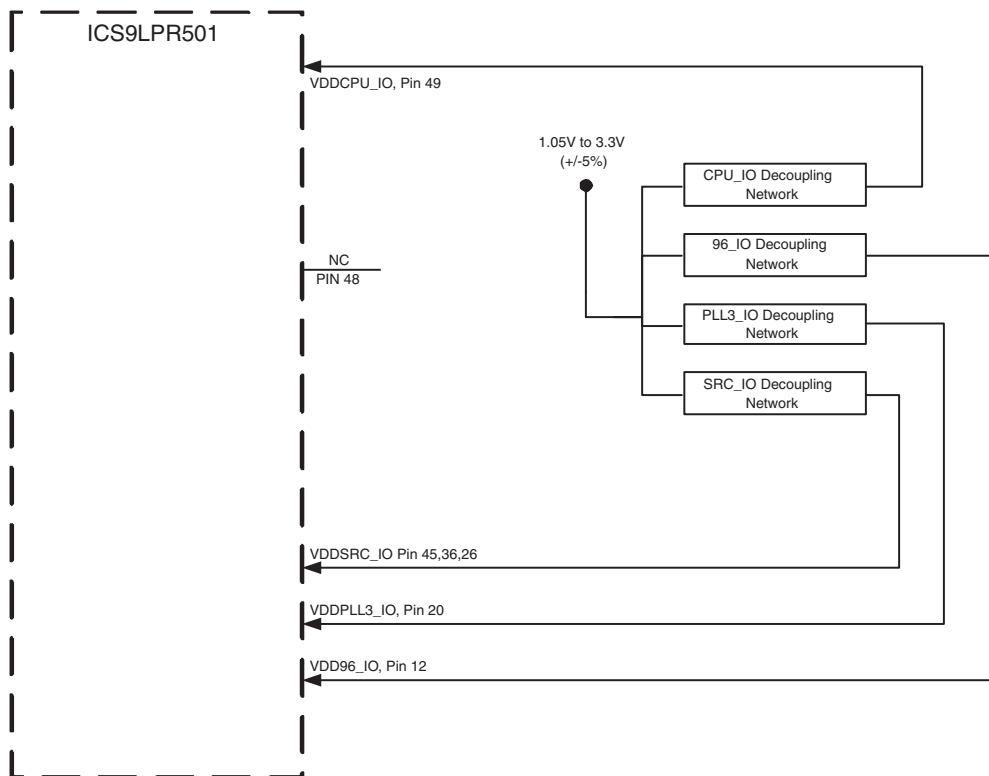 ICS9LPR501
VDDCPU_IO, Pin 49
1.05V to 3.3V
(+/-5%)
CPU_IO Decoupling
Network
96_IO Decoupling
Network
NC
PIN 48
PLL3_IO Decoupling
Network
SRC_IO Decoupling
Network
VDDSRC_IO Pin 45,36,26
VDDPLL3_IO, Pin 20
VDD96_IO, Pin 12